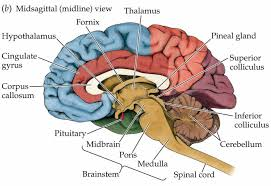 (b) Midsagittal (midline) view
Thalamus
Fornix
Hypothalamus
Pineal gland
Cingulate
gyrus
Superior
colliculus
Corpus
callosum
Inferior
colliculus
Pituitary
Cerebellum
Midbrain
Pons
Medulla
Spinal cord
Brainstem